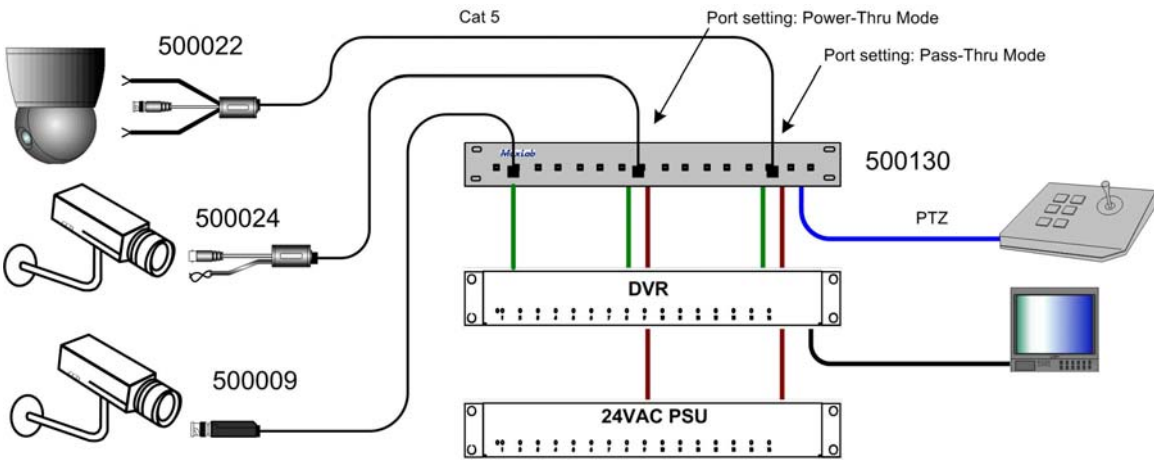 Cat 5
Port setting: Power-Thru Mode
Port setting: Pass-Thru Mode
500022
MuxLab
500130
500024
PTZ
DVR
500009
24VAC PSU